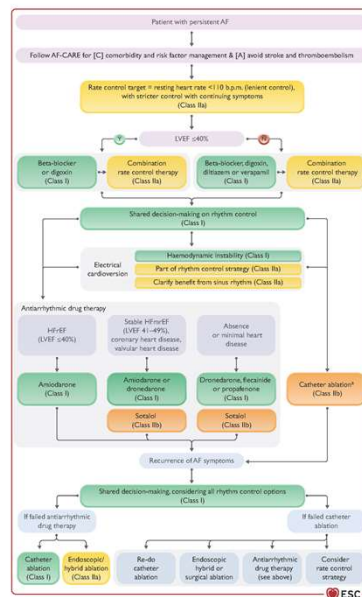 Patient with persistent AF
Follow AF-CARE for [C] comorbidity and risk factor management & [A] avoid stroke and thromboembolism
Rate control target = resting heart rate <110 b.p.m. (lenient control),
with stricter control with continuing symptoms
(Class IIa)
Y
LVEF ≤40%
N
Beta-blocker
or digoxin
(Class I)
Combination
rate control therapy
(Class IIa)
Beta-blocker, digoxin,
diltiazem or verapamil
(Class I)
Combination
rate control therapy
(Class IIa)
Shared decision-making on rhythm control
(Class I)
Electrical
cardioversion
Haemodynamic instability (Class I)
Part of rhythm control strategy (Class IIa)
Clarify benefit from sinus rhythm (Class IIa)
Antiarrhythmic drug therapy
HFrEF
(LVEF ≤40%)
Stable HFmrEF
(LVEF 41–49%),
coronary heart disease,
valvular heart disease
Absence
or minimal heart
disease
Amiodarone
(Class I)
Amiodarone or
dronedarone
(Class I)
Dronedarone, flecainide
or propafenone
(Class I)
Catheter ablation
(Class IIb)
Sotalol
(Class IIb)
Sotalol
(Class IIb)
Recurrence of AF symptoms
Shared decision-making, considering all rhythm control options
(Class I)
If failed antiarrhythmic
drug therapy
If failed catheter
ablation
Catheter
ablation
(Class I)
Endoscopic/
hybrid ablation
(Class IIa)
Re-do
catheter
ablation
Endoscopic
hybrid or
surgical ablation
Antiarrhythmic
drug therapy
(see above)
Consider
rate control
strategy
ESC